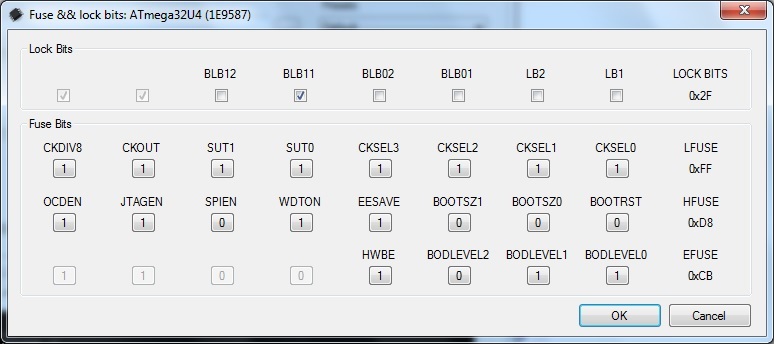 Fuse && lock bits: ATmega32U4 (1E9587)
Lock Bits
BLB12 BLB11 BLB02 BLB01 LB2 LB1 LOCK BITS
0x2F
Fuse Bits
CKDIV8 CKOUT SUT1 SUT0 CKSEL3 CKSEL2 CKSEL1 CKSEL0 LFUSE
1 1 1 1 1 1 1 1 0xFF
OCDEN JTAGEN SPIEN WDTON EESAVE BOOTSZ1 BOOTSZ0 BOOTRST HFUSE
1 1 0 1 1 0 0 0 0xD8
HWBE BODLEVEL2 BODLEVEL1 BODLEVEL0 EFUSE
1 1 0 0 1 0 1 1 0xCB
OK Cancel